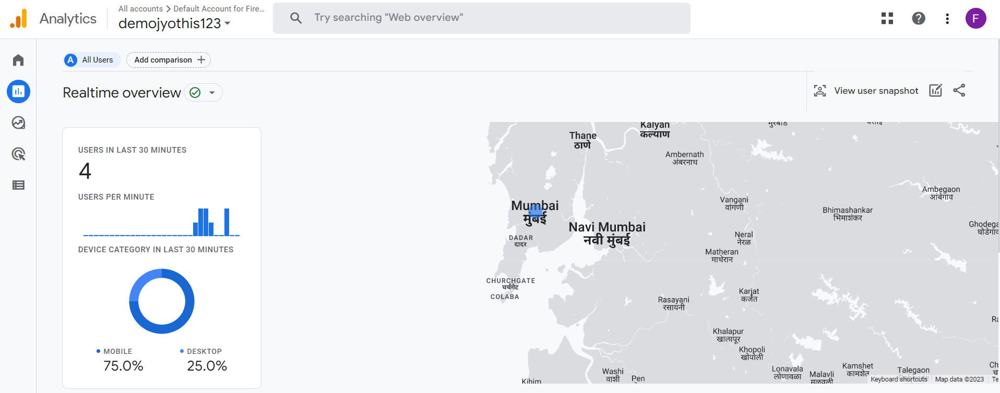 All accounts > Default Account for Fire...
Analytics
demojyothis123
Try searching "Web overview"
F
A All Users
Add comparison +
Realtime overview
View user snapshot
USERS IN LAST 30 MINUTES
4
USERS PER MINUTE
DEVICE CATEGORY IN LAST 30 MINUTES
MOBILE
75.0%
DESKTOP
25.0%
Kalyan
कल्याण
Thane
ठाणे
Ambernath
अंबरनाथ
Mumbai
मुंबई
Navi Mumbai
नवी मुंबई
DADAR
दादर
CHURCHGATE
चर्चगेट
COLABA
Vangani
वांगणी
Neral
नेरळ
Matheran
माथेरान
Bhimashankar
भिमाशंकर
Ambegaon
आंबेगाव
Karjat
कर्जत
Rasayani
रसायनी
Khalapur
खालापूर
Khopoli
खोपोली
Lonavala
लोणावळा
Malavli
मळवली
Kamshet
कामशेत
Talegaon
Washi
वाशी
Pen
Kihim
Keyboard shortcuts
Map data ©2023